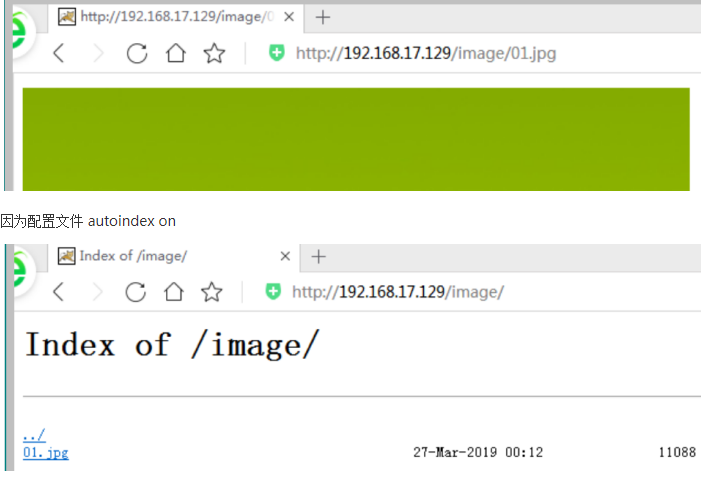 http://192.168.17.129/image/0
http://192.168.17.129/image/01.jpg
因为配置文件 autoindex on
Index of /image/
http://192.168.17.129/image/
Index of /image/
../
01.jpg 27-Mar-2019 00:12 11088